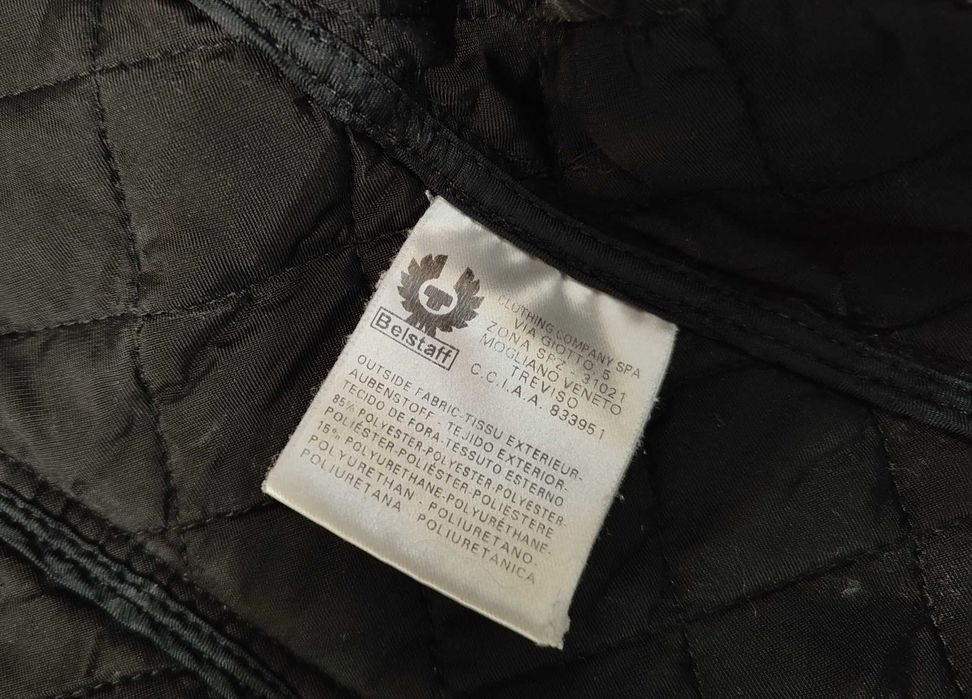 Belstaff
CLOTHING COMPANY SPA
VIA GIOTTO, 5
ZONA SP2 - 31021
MOGLIANO VENETO
TREVISO
C.C.I.A.A. 833951
OUTSIDE FABRIC-TISSU EXTERIEUR-
AUBENSTOFF - TEJIDO EXTERIOR-
TECIDO DE FORA-TESSUTO ESTERNO
85% POLYESTER-POLYESTER-POLYESTER-
POLIÉSTER-POLIÉSTER-POLIESTERE
15% POLYURETHANE-POLYURÉTHANE-
POLYURETHAN - POLIURETANO-
POLIURETANA - POLIURETANICA